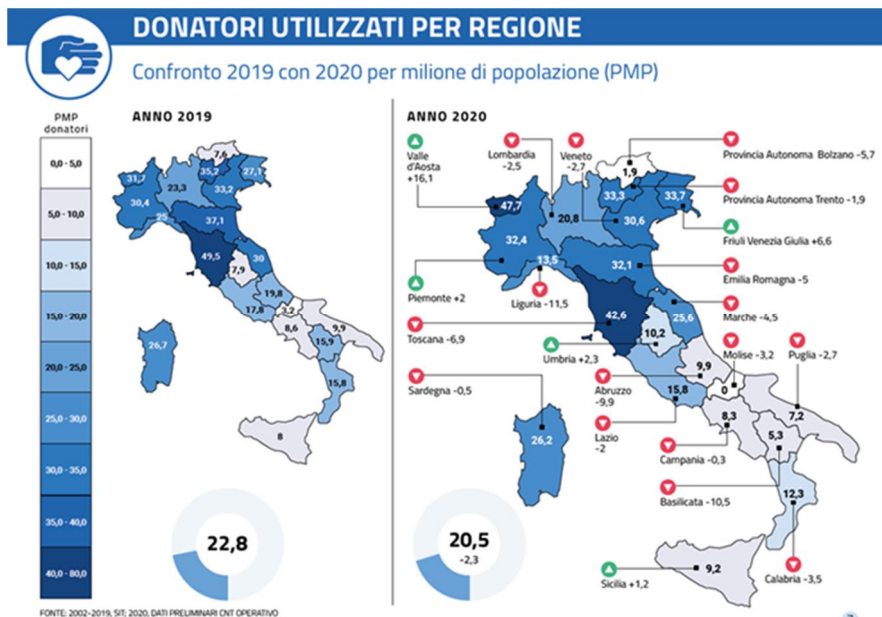 DONATORI UTILIZZATI PER REGIONE
Confronto 2019 con 2020 per milione di popolazione (PMP)
PMP
donatori
0,0 - 5,0
5,0 - 10,0
10,0 - 15,0
15,0 - 20,0
20,0 - 25,0
25,0 - 30,0
30,0 - 35,0
35,0 - 40,0
40,0 - 80,0
ANNO 2019
7,6
31,7
23,3
35,2
27,1
33,2
30,4
25
37,1
49,5
30
7,9
19,8
17,8
3,2
8,6
9,9
15,9
26,7
15,8
8
22,8
ANNO 2020
Valle
d'Aosta
+16,1
Lombardia
-2,5
Veneto
-2,7
Provincia Autonoma Bolzano -5,7
1,9
Provincia Autonoma Trento -1,9
47,7
20,8
33,3
33,7
30,6
Friuli Venezia Giulia +6,6
32,4
13,5
32,1
Emilia Romagna -5
Piemonte +2
Liguria -11,5
42,6
25,6
Marche -4,5
Toscana -6,9
10,2
Umbria +2,3
Molise -3,2
Puglia -2,7
9,9
Sardegna -0,5
Abruzzo
-9,9
15,8
0
7,2
8,3
Lazio
-2
5,3
26,2
Campania -0,3
Basilicata -10,5
12,3
20,5
-2,3
9,2
Sicilia +1,2
Calabria -3,5
FONTE: 2002-2019, SIT; 2020, DATI PRELIMINARI CNT OPERATIVO